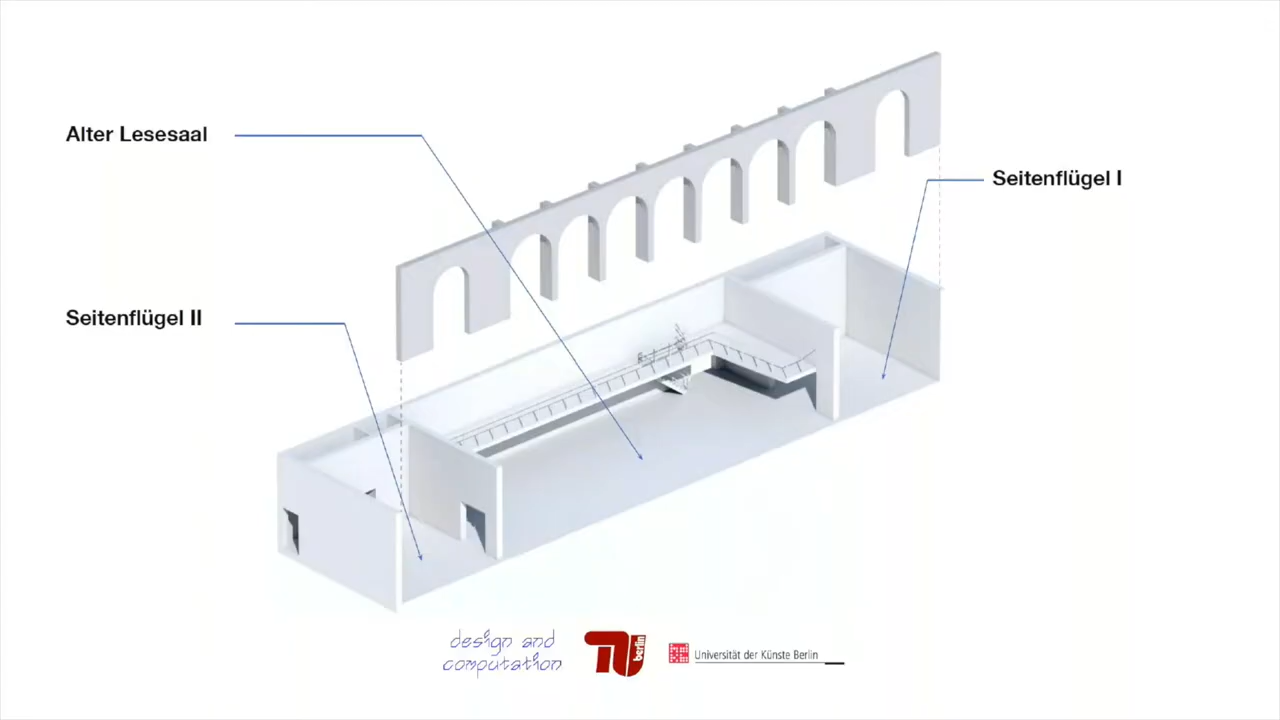 Alter Lesesaal
Seitenflügel I
Seitenflügel II
design and
computation
TU
berlin
Universität der Künste Berlin